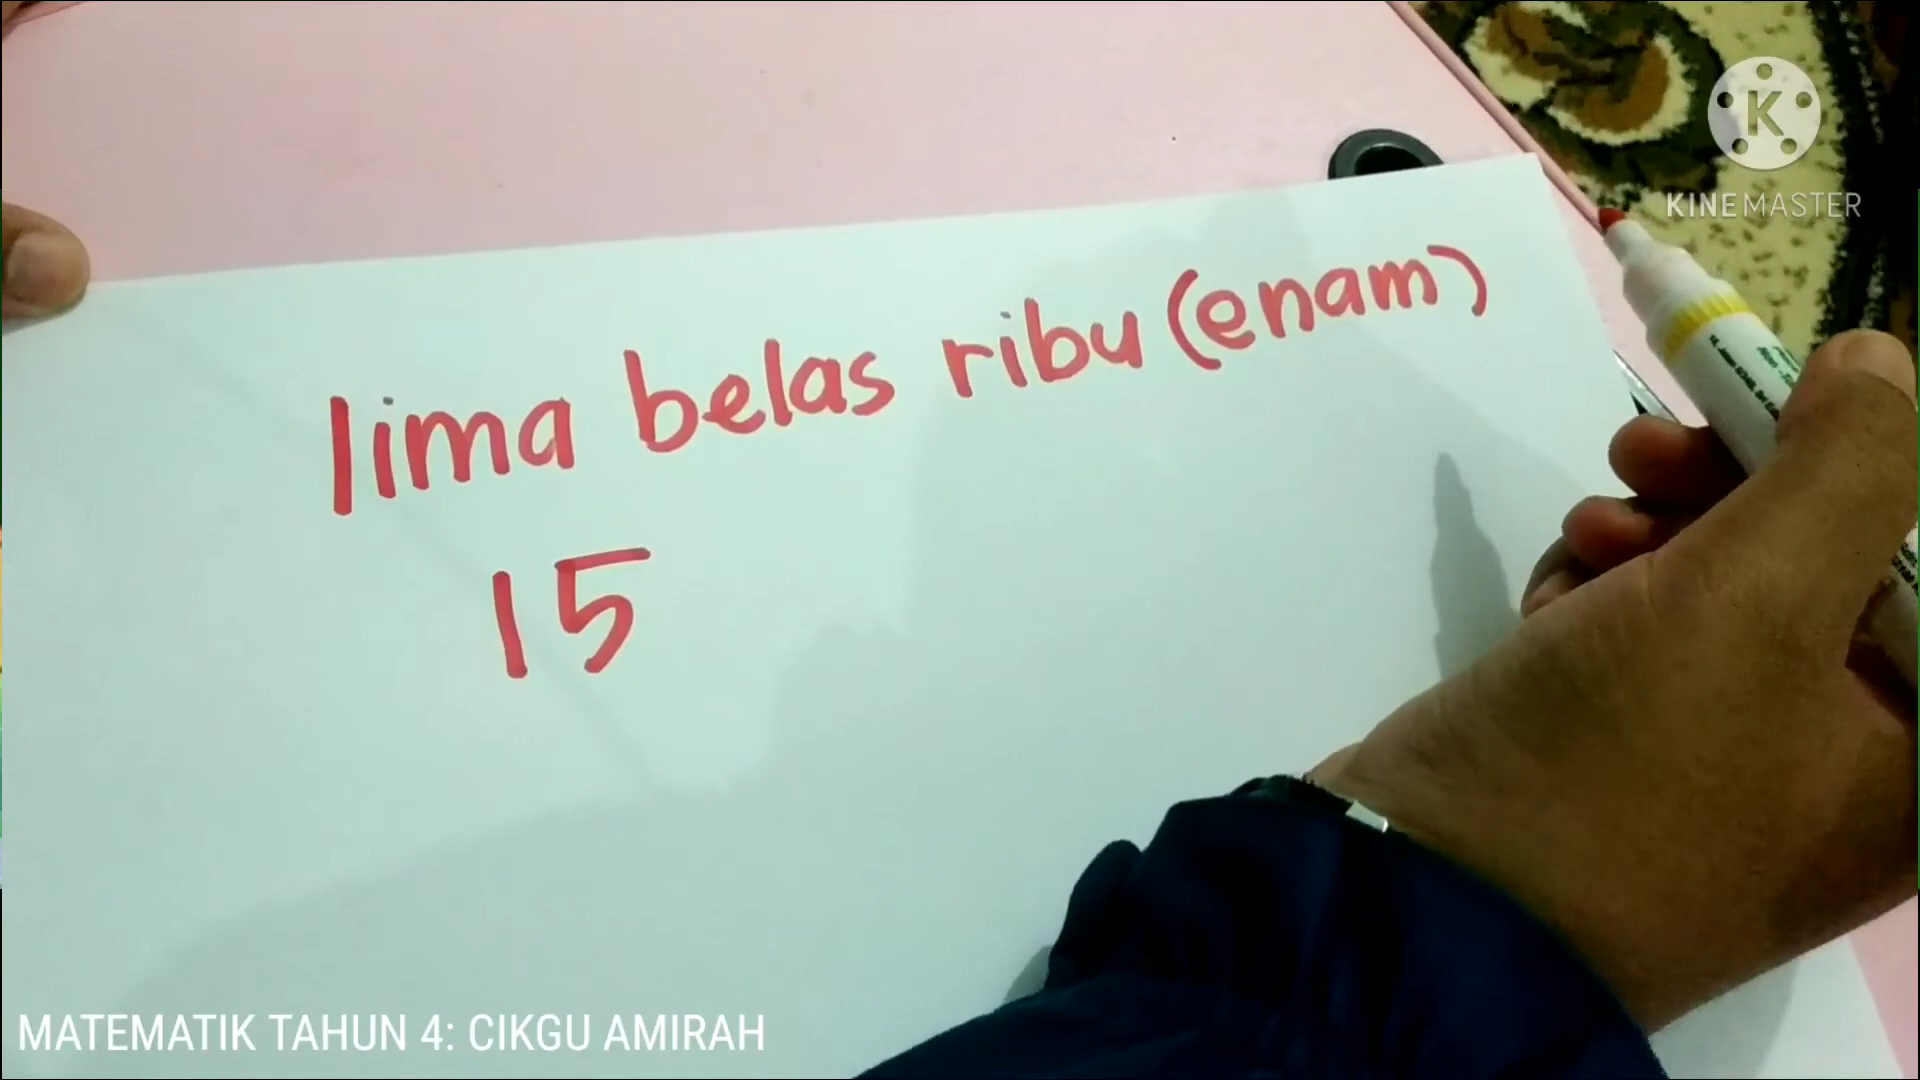 K
KINEMASTER
lima belas ribu (enam)
15
MATEMATIK TAHUN 4: CIKGU AMIRAH